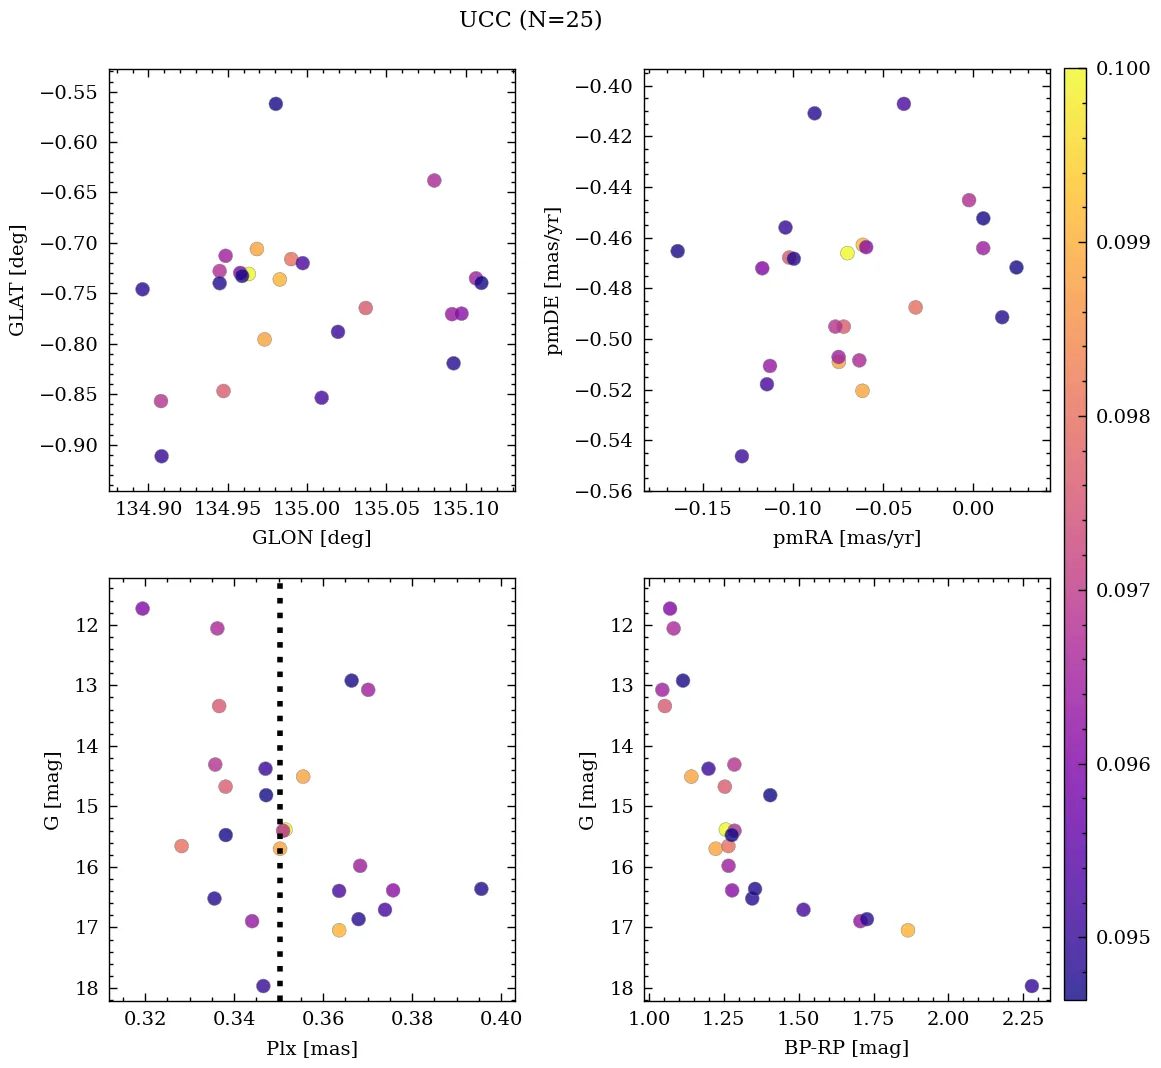 UCC (N=25)
−0.55
−0.60
−0.65
−0.70
−0.75
−0.80
−0.85
−0.90
GLAT [deg]
134.90 134.95 135.00 135.05 135.10
GLON [deg]
−0.40
−0.42
−0.44
−0.46
−0.48
−0.50
−0.52
−0.54
−0.56
pmDE [mas/yr]
−0.15 −0.10 −0.05 0.00
pmRA [mas/yr]
12
13
14
15
16
17
18
G [mag]
0.32 0.34 0.36 0.38 0.40
Plx [mas]
12
13
14
15
16
17
18
G [mag]
1.00 1.25 1.50 1.75 2.00 2.25
BP-RP [mag]
0.100
0.099
0.098
0.097
0.096
0.095